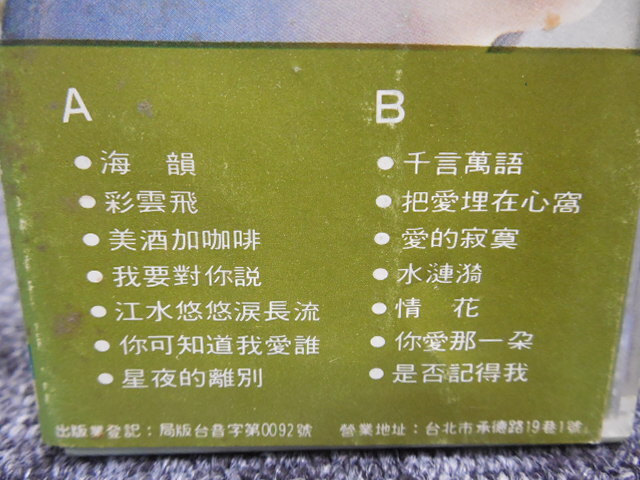 A
●海　韻
●彩雲飛
●美酒加咖啡
●我要對你説
●江水悠悠淚長流
●你可知道我愛誰
●星夜的離別
B
●千言萬語
●把愛埋在心窩
●愛的寂寞
●水漣漪
●情　花
●你愛那一朶
●是否記得我
出版業登記：局版台音字第0092號　營業地址：台北市承德路19巷1號